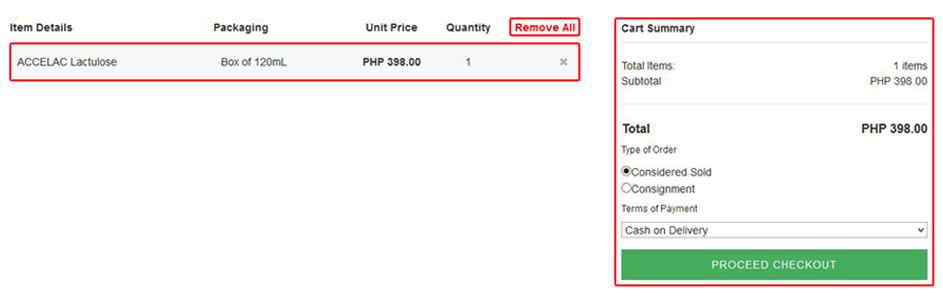 Item Details Packaging Unit Price Quantity Remove All
ACCELAC Lactulose Box of 120mL PHP 398.00 1 ×
Cart Summary
Total Items: 1 items
Subtotal PHP 398.00
Total PHP 398.00
Type of Order
Considered Sold
Consignment
Terms of Payment
Cash on Delivery
PROCEED CHECKOUT